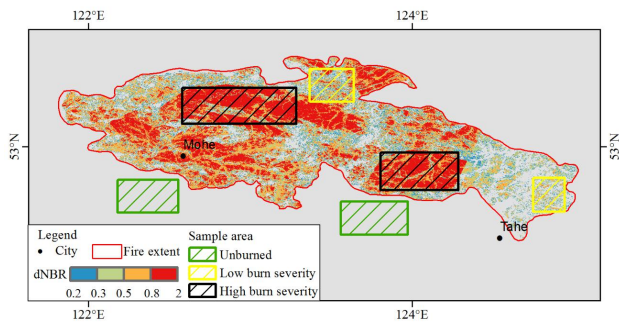 122°E 124°E
53°N 53°N
Mohe
Tahe
Legend
City Fire extent
dNBR
0.2 0.3 0.5 0.8 2
Sample area
Unburned
Low burn severity
High burn severity
122°E 124°E